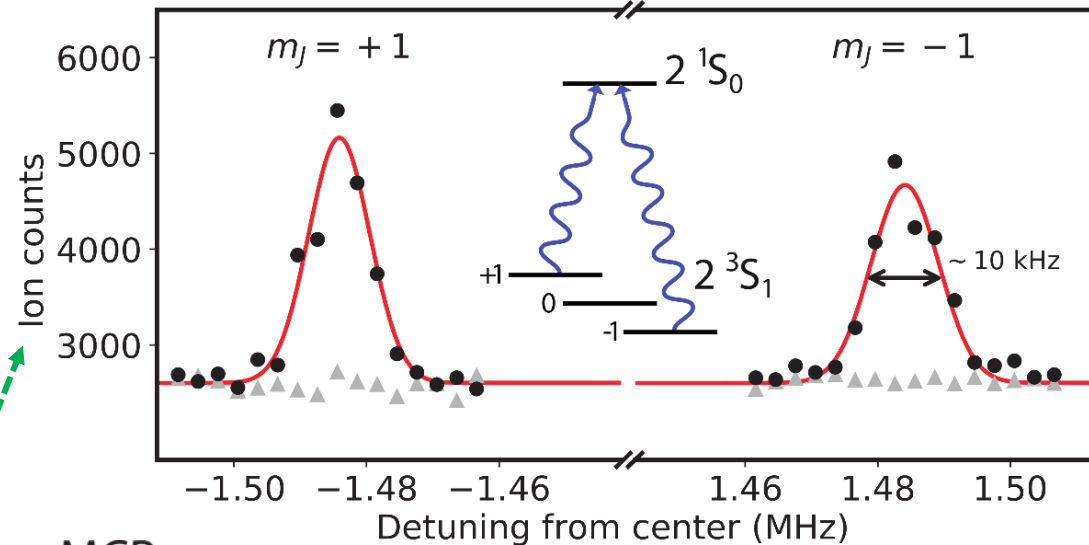 m_J = +1
m_J = −1
6000
5000
4000
3000
Ion counts
2 ¹S₀
2 ³S₁
+1
0
-1
~ 10 kHz
−1.50 −1.48 −1.46 1.46 1.48 1.50
Detuning from center (MHz)